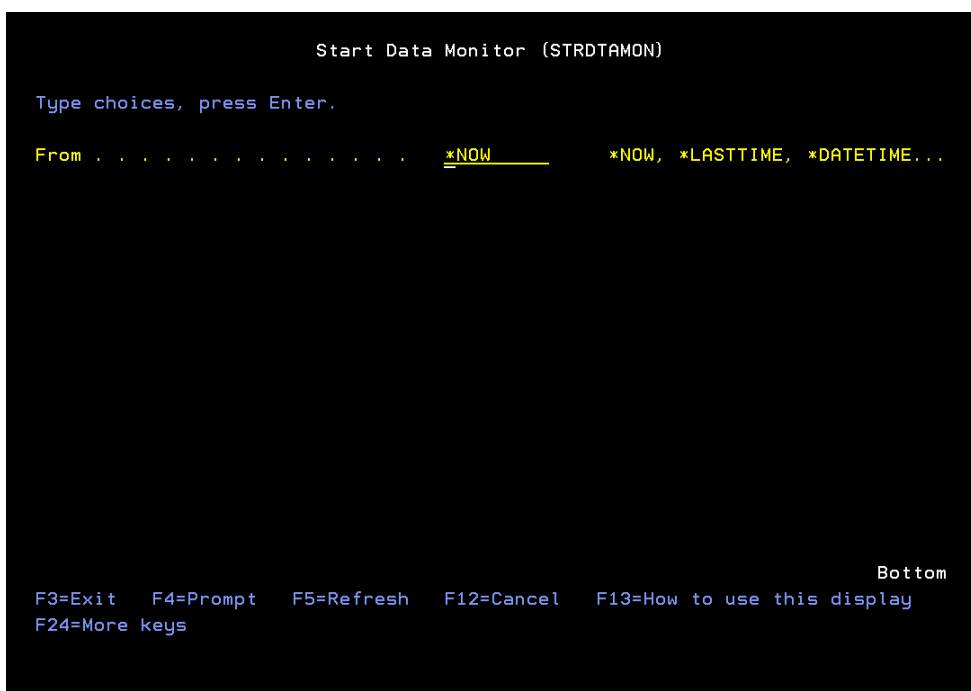 Start Data Monitor (STRDTAMON)
Type choices, press Enter.
From . . . . . . . . . . . . . . *NOW *NOW, *LASTTIME, *DATETIME...
Bottom
F3=Exit F4=Prompt F5=Refresh F12=Cancel F13=How to use this display
F24=More keys